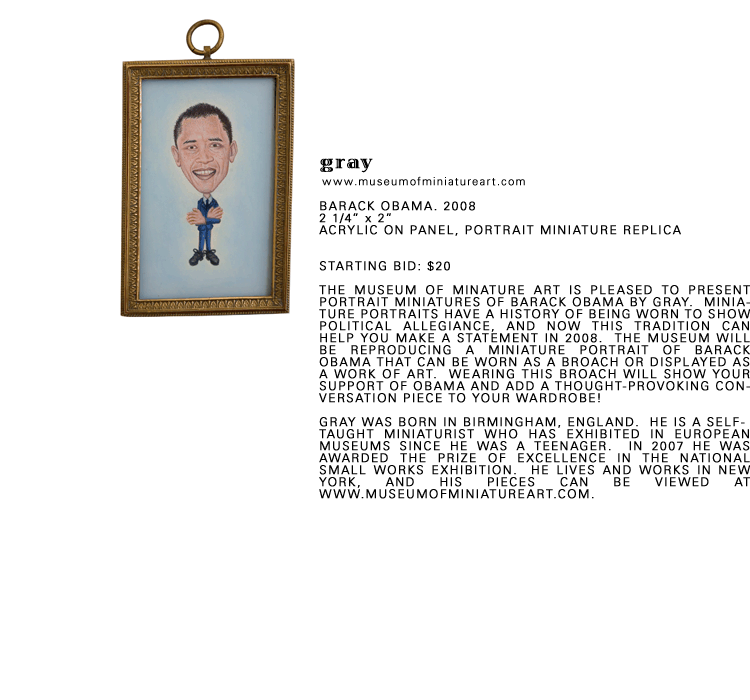 gray
www.museumofminiatureart.com
BARACK OBAMA. 2008
2 1/4” x 2”
ACRYLIC ON PANEL, PORTRAIT MINIATURE REPLICA
STARTING BID: $20
THE MUSEUM OF MINATURE ART IS PLEASED TO PRESENT
PORTRAIT MINIATURES OF BARACK OBAMA BY GRAY. MINIA-
TURE PORTRAITS HAVE A HISTORY OF BEING WORN TO SHOW
POLITICAL ALLEGIANCE, AND NOW THIS TRADITION CAN
HELP YOU MAKE A STATEMENT IN 2008. THE MUSEUM WILL
BE REPRODUCING A MINIATURE PORTRAIT OF BARACK
OBAMA THAT CAN BE WORN AS A BROACH OR DISPLAYED AS
A WORK OF ART. WEARING THIS BROACH WILL SHOW YOUR
SUPPORT OF OBAMA AND ADD A THOUGHT-PROVOKING CON-
VERSATION PIECE TO YOUR WARDROBE!
GRAY WAS BORN IN BIRMINGHAM, ENGLAND. HE IS A SELF-
TAUGHT MINIATURIST WHO HAS EXHIBITED IN EUROPEAN
MUSEUMS SINCE HE WAS A TEENAGER. IN 2007 HE WAS
AWARDED THE PRIZE OF EXCELLENCE IN THE NATIONAL
SMALL WORKS EXHIBITION. HE LIVES AND WORKS IN NEW
YORK, AND HIS PIECES CAN BE VIEWED AT
WWW.MUSEUMOFMINIATUREART.COM.